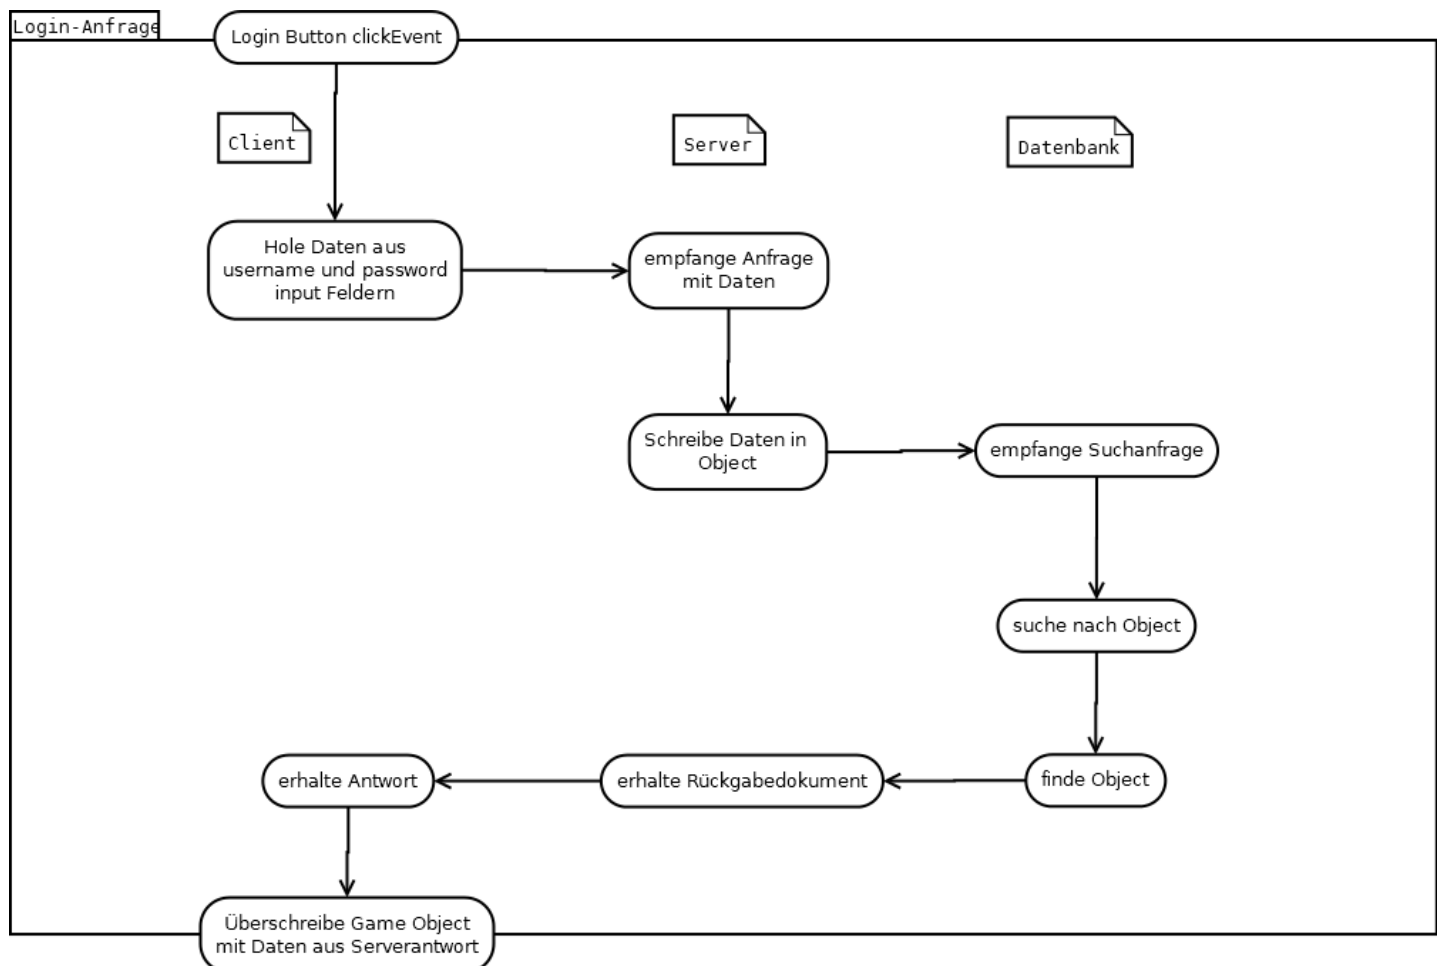 Login-Anfrage
Login Button clickEvent
Client
Server
Datenbank
Hole Daten aus
username und password
input Feldern
empfange Anfrage
mit Daten
Schreibe Daten in
Object
empfange Suchanfrage
suche nach Object
finde Object
erhalte Rückgabedokument
erhalte Antwort
Überschreibe Game Object
mit Daten aus Serverantwort